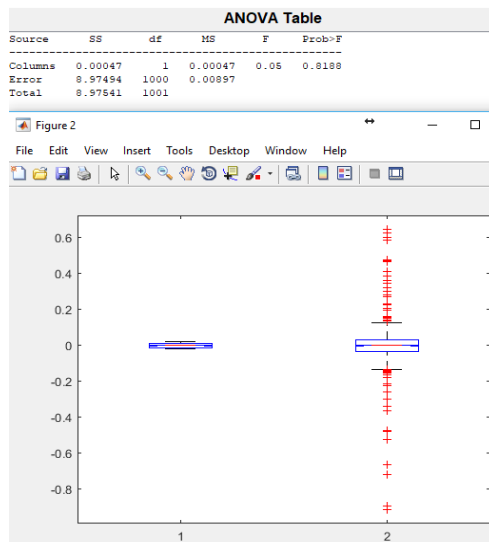 ANOVA Table
Source SS df MS F Prob>F
Columns 0.00047 1 0.00047 0.05 0.8188
Error 8.97494 1000 0.00897
Total 8.97541 1001
Figure 2
File Edit View Insert Tools Desktop Window Help
0.6
0.4
0.2
0
-0.2
-0.4
-0.6
-0.8
1 2